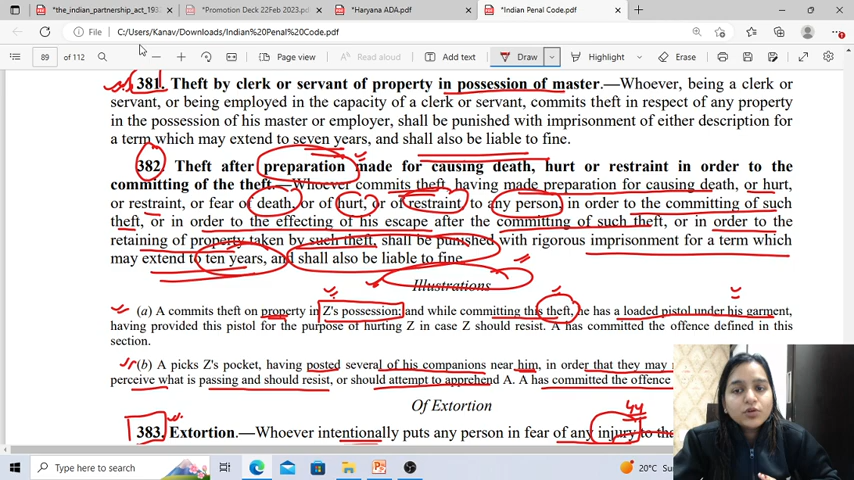 *the_indian_partnership_act_193
*Promotion Deck 22Feb 2023.pdf
*Haryana ADA.pdf
*Indian Penal Code.pdf
File C:/Users/Kanav/Downloads/Indian%20Penal%20Code.pdf
89 of 112 Page view Draw Highlight Erase
381. Theft by clerk or servant of property in possession of master.—Whoever, being a clerk or
servant, or being employed in the capacity of a clerk or servant, commits theft in respect of any property
in the possession of his master or employer, shall be punished with imprisonment of either description for
a term which may extend to seven years, and shall also be liable to fine.
382. Theft after preparation made for causing death, hurt or restraint in order to the
committing of the theft.—Whoever commits theft, having made preparation for causing death, or hurt,
or restraint, or fear of death, or of hurt, or of restraint, to any person, in order to the committing of such
theft, or in order to the effecting of his escape after the committing of such theft, or in order to the
retaining of property taken by such theft, shall be punished with rigorous imprisonment for a term which
may extend to ten years, and shall also be liable to fine.
Illustrations
(a) A commits theft on property in Z's possession; and while committing this theft, he has a loaded pistol under his garment,
having provided this pistol for the purpose of hurting Z in case Z should resist. A has committed the offence defined in this
section.
(b) A picks Z's pocket, having posted several of his companions near him, in order that they may
perceive what is passing and should resist, or should attempt to apprehend A. A has committed the offence
Of Extortion
44
383. Extortion.—Whoever intentionally puts any person in fear of any injury to
Type here to search
20°C